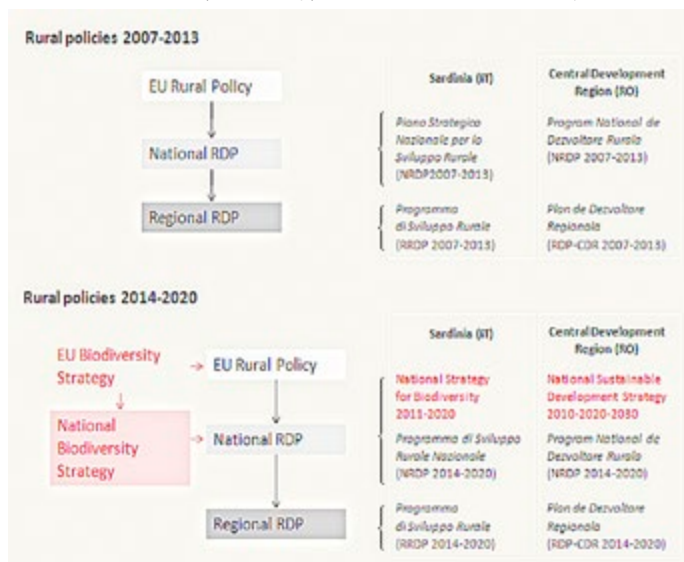 Rural policies 2007-2013
EU Rural Policy
National RDP
Regional RDP
Sardinia (IT)
Central Development
Region (RO)
Piano Strategico
Nazionale per lo
Sviluppo Rurale
(NRDP2007-2013)
Program National de
Dezvoltare Rurala
(NRDP 2007-2013)
Programma
di Sviluppo Rurale
(RRDP 2007-2013)
Plan de Dezvoltare
Regionala
(RDP-CDR 2007-2013)
Rural policies 2014-2020
EU Biodiversity
Strategy
National
Biodiversity
Strategy
EU Rural Policy
National RDP
Regional RDP
Sardinia (IT)
Central Development
Region (RO)
National Strategy
for Biodiversity
2011-2020
National Sustainable
Development Strategy
2010-2020-2030
Programma di Sviluppo
Rurale Nazionale
(NRDP 2014-2020)
Program National de
Dezvoltare Rurala
(NRDP 2014-2020)
Programma
di Sviluppo Rurale
(RRDP 2014-2020)
Plan de Dezvoltare
Regionala
(RDP-CDR 2014-2020)